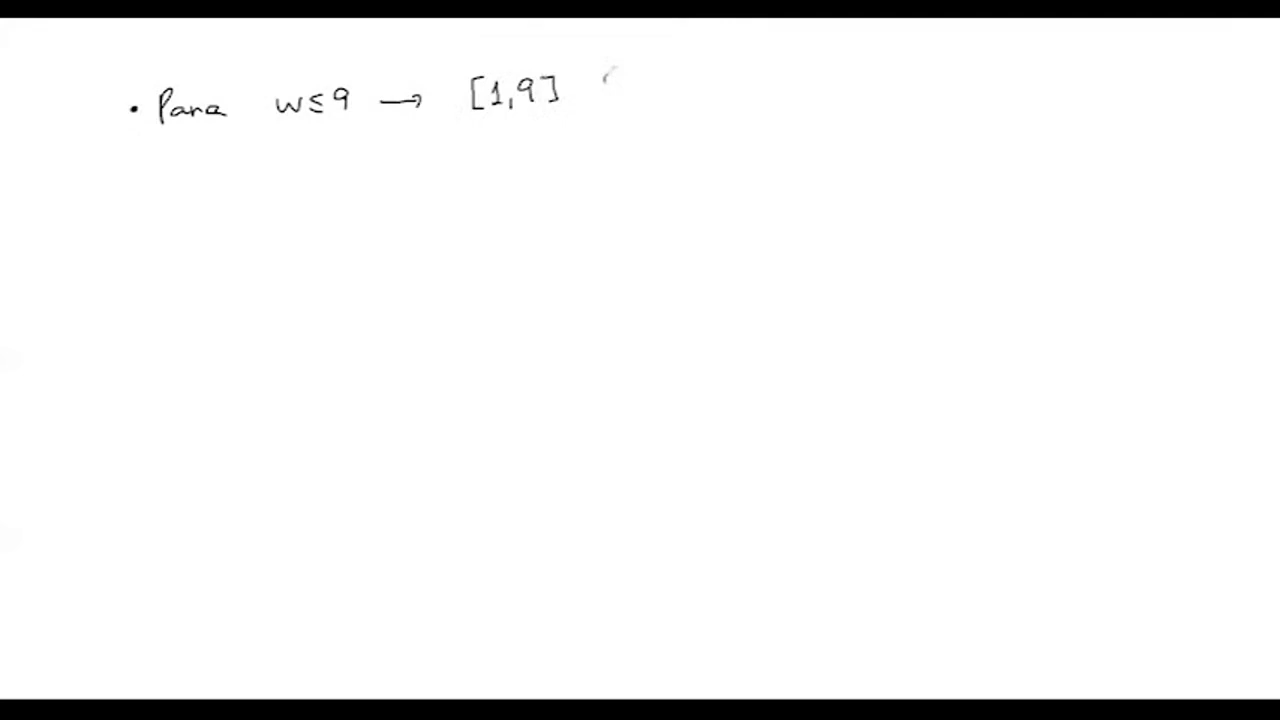 • Para w ≤ 9 → [1,9]